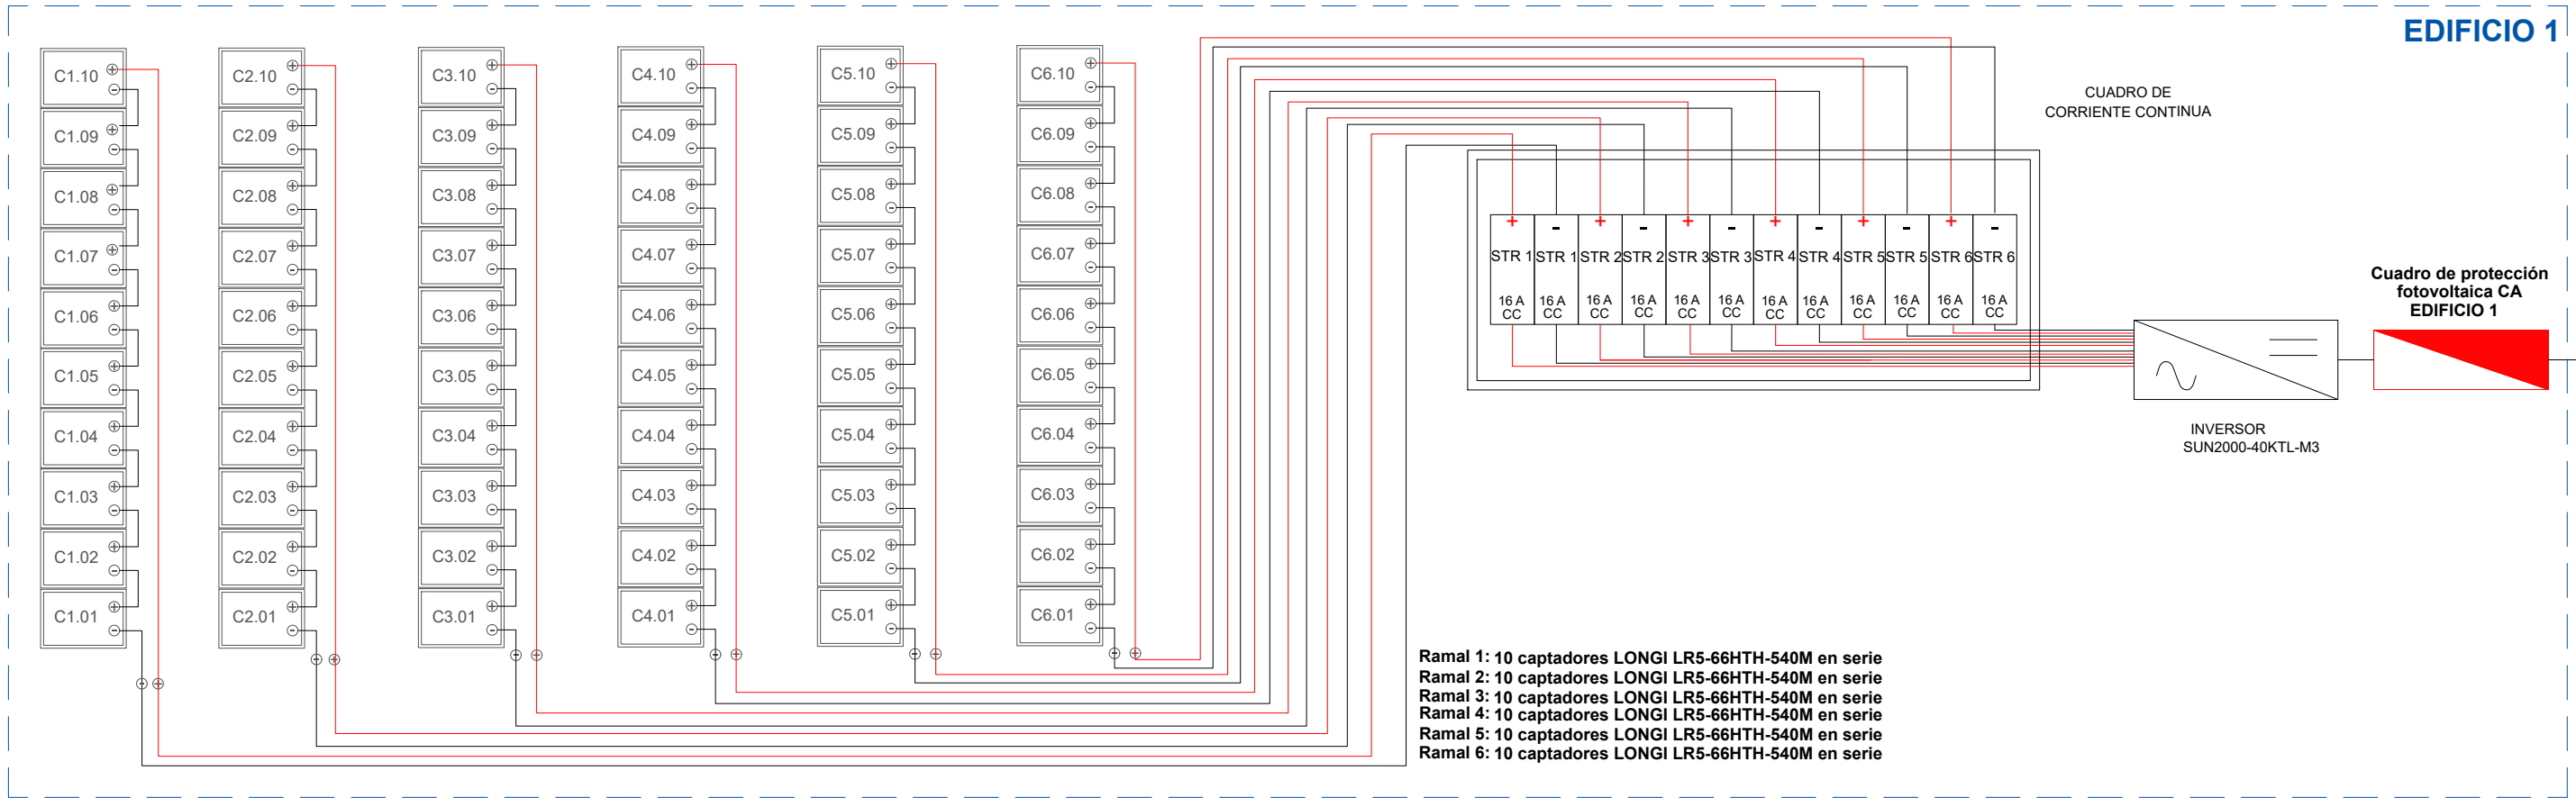 EDIFICIO 1
C1.10
C1.09
C1.08
C1.07
C1.06
C1.05
C1.04
C1.03
C1.02
C1.01
C2.10
C2.09
C2.08
C2.07
C2.06
C2.05
C2.04
C2.03
C2.02
C2.01
C3.10
C3.09
C3.08
C3.07
C3.06
C3.05
C3.04
C3.03
C3.02
C3.01
C4.10
C4.09
C4.08
C4.07
C4.06
C4.05
C4.04
C4.03
C4.02
C4.01
C5.10
C5.09
C5.08
C5.07
C5.06
C5.05
C5.04
C5.03
C5.02
C5.01
C6.10
C6.09
C6.08
C6.07
C6.06
C6.05
C6.04
C6.03
C6.02
C6.01
CUADRO DE
CORRIENTE CONTINUA
+ - + - + - + - + - + -
STR 1 STR 1 STR 2 STR 2 STR 3 STR 3 STR 4 STR 4 STR 5 STR 5 STR 6 STR 6
16 A 16 A 16 A 16 A 16 A 16 A 16 A 16 A 16 A 16 A 16 A 16 A
CC CC CC CC CC CC CC CC CC CC CC CC
Cuadro de protección
fotovoltaica CA
EDIFICIO 1
INVERSOR
SUN2000-40KTL-M3
Ramal 1: 10 captadores LONGI LR5-66HTH-540M en serie
Ramal 2: 10 captadores LONGI LR5-66HTH-540M en serie
Ramal 3: 10 captadores LONGI LR5-66HTH-540M en serie
Ramal 4: 10 captadores LONGI LR5-66HTH-540M en serie
Ramal 5: 10 captadores LONGI LR5-66HTH-540M en serie
Ramal 6: 10 captadores LONGI LR5-66HTH-540M en serie